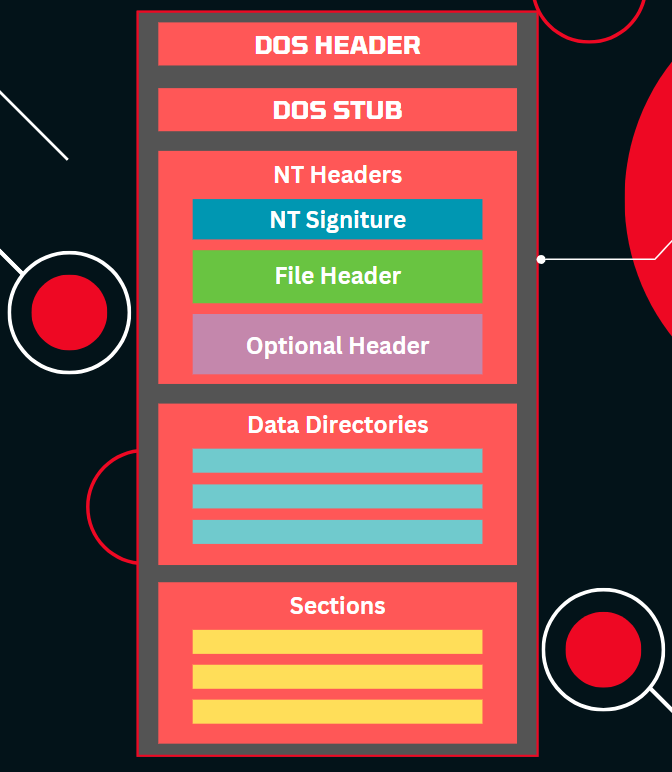 DOS HEADER
DOS STUB
NT Headers
NT Signiture
File Header
Optional Header
Data Directories
Sections